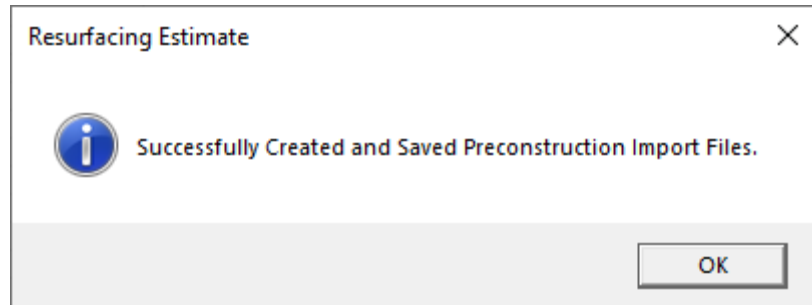 Resurfacing Estimate
Successfully Created and Saved Preconstruction Import Files.
OK